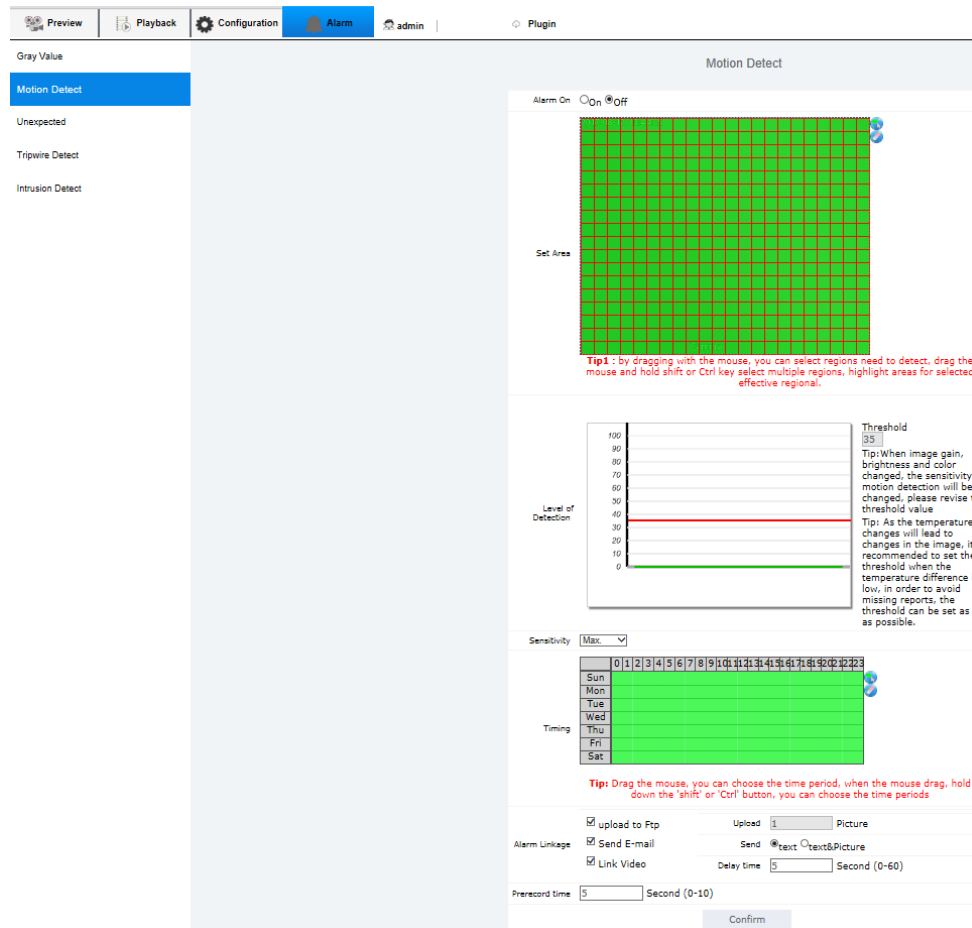 Preview Playback Configuration Alarm admin | Plugin
Gray Value
Motion Detect
Unexpected
Tripwire Detect
Intrusion Detect
Motion Detect
Alarm On On Off
Set Area
Tip1 : by dragging with the mouse, you can select regions need to detect, drag the
mouse and hold shift or Ctrl key select multiple regions, highlight areas for selected
effective regional.
Level of
Detection
100
90
80
70
60
50
40
30
20
10
0
Threshold
35
Tip:When image gain,
brightness and color
changed, the sensitivity
motion detection will be
changed, please revise
threshold value
Tip: As the temperature
changes will lead to
changes in the image, it
recommended to set the
threshold when the
temperature difference
low, in order to avoid
missing reports, the
threshold can be set as
as possible.
Sensitivity Max.
Timing
0 1 2 3 4 5 6 7 8 9 10 11 12 13 14 15 16 17 18 19 20 21 22 23
Sun
Mon
Tue
Wed
Thu
Fri
Sat
Tip: Drag the mouse, you can choose the time period, when the mouse drag, hold
down the 'shift' or 'Ctrl' button, you can choose the time periods
Alarm Linkage
upload to Ftp Upload 1 Picture
Send E-mail Send text text&Picture
Link Video Delay time 5 Second (0-60)
Prerecord time 5 Second (0-10)
Confirm